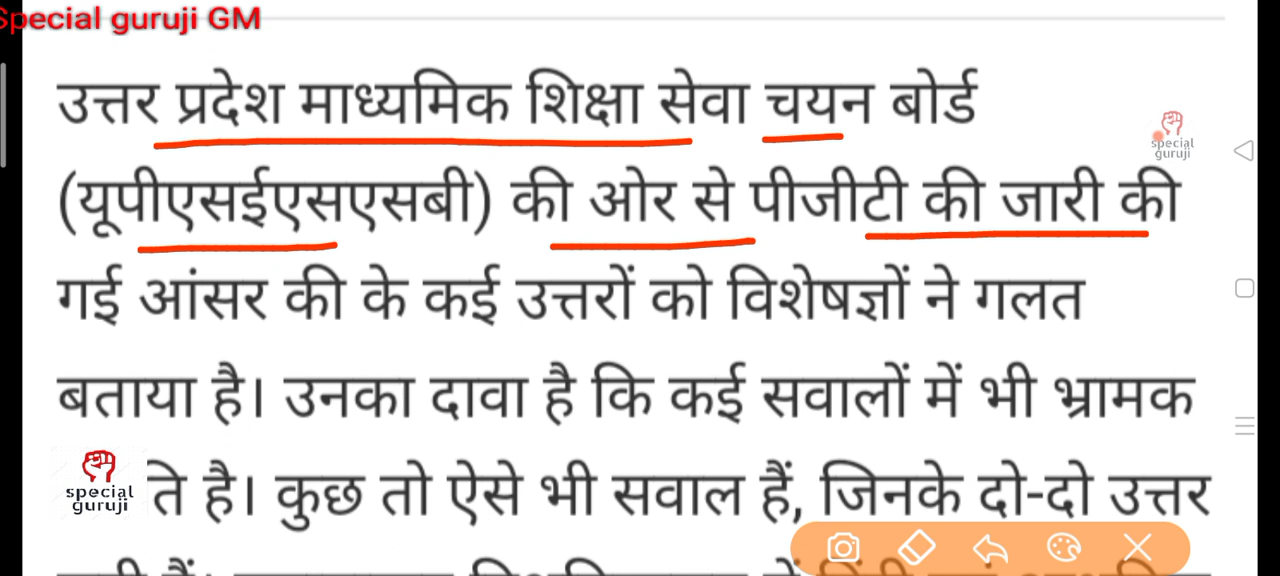 Special guruji GM
उत्तर प्रदेश माध्यमिक शिक्षा सेवा चयन बोर्ड
special
guruji
(यूपीएसईएसएसबी) की ओर से पीजीटी की जारी की
गई आंसर की के कई उत्तरों को विशेषज्ञों ने गलत
बताया है। उनका दावा है कि कई सवालों में भी भ्रामक
special
guruji
ति है। कुछ तो ऐसे भी सवाल हैं, जिनके दो-दो उत्तर